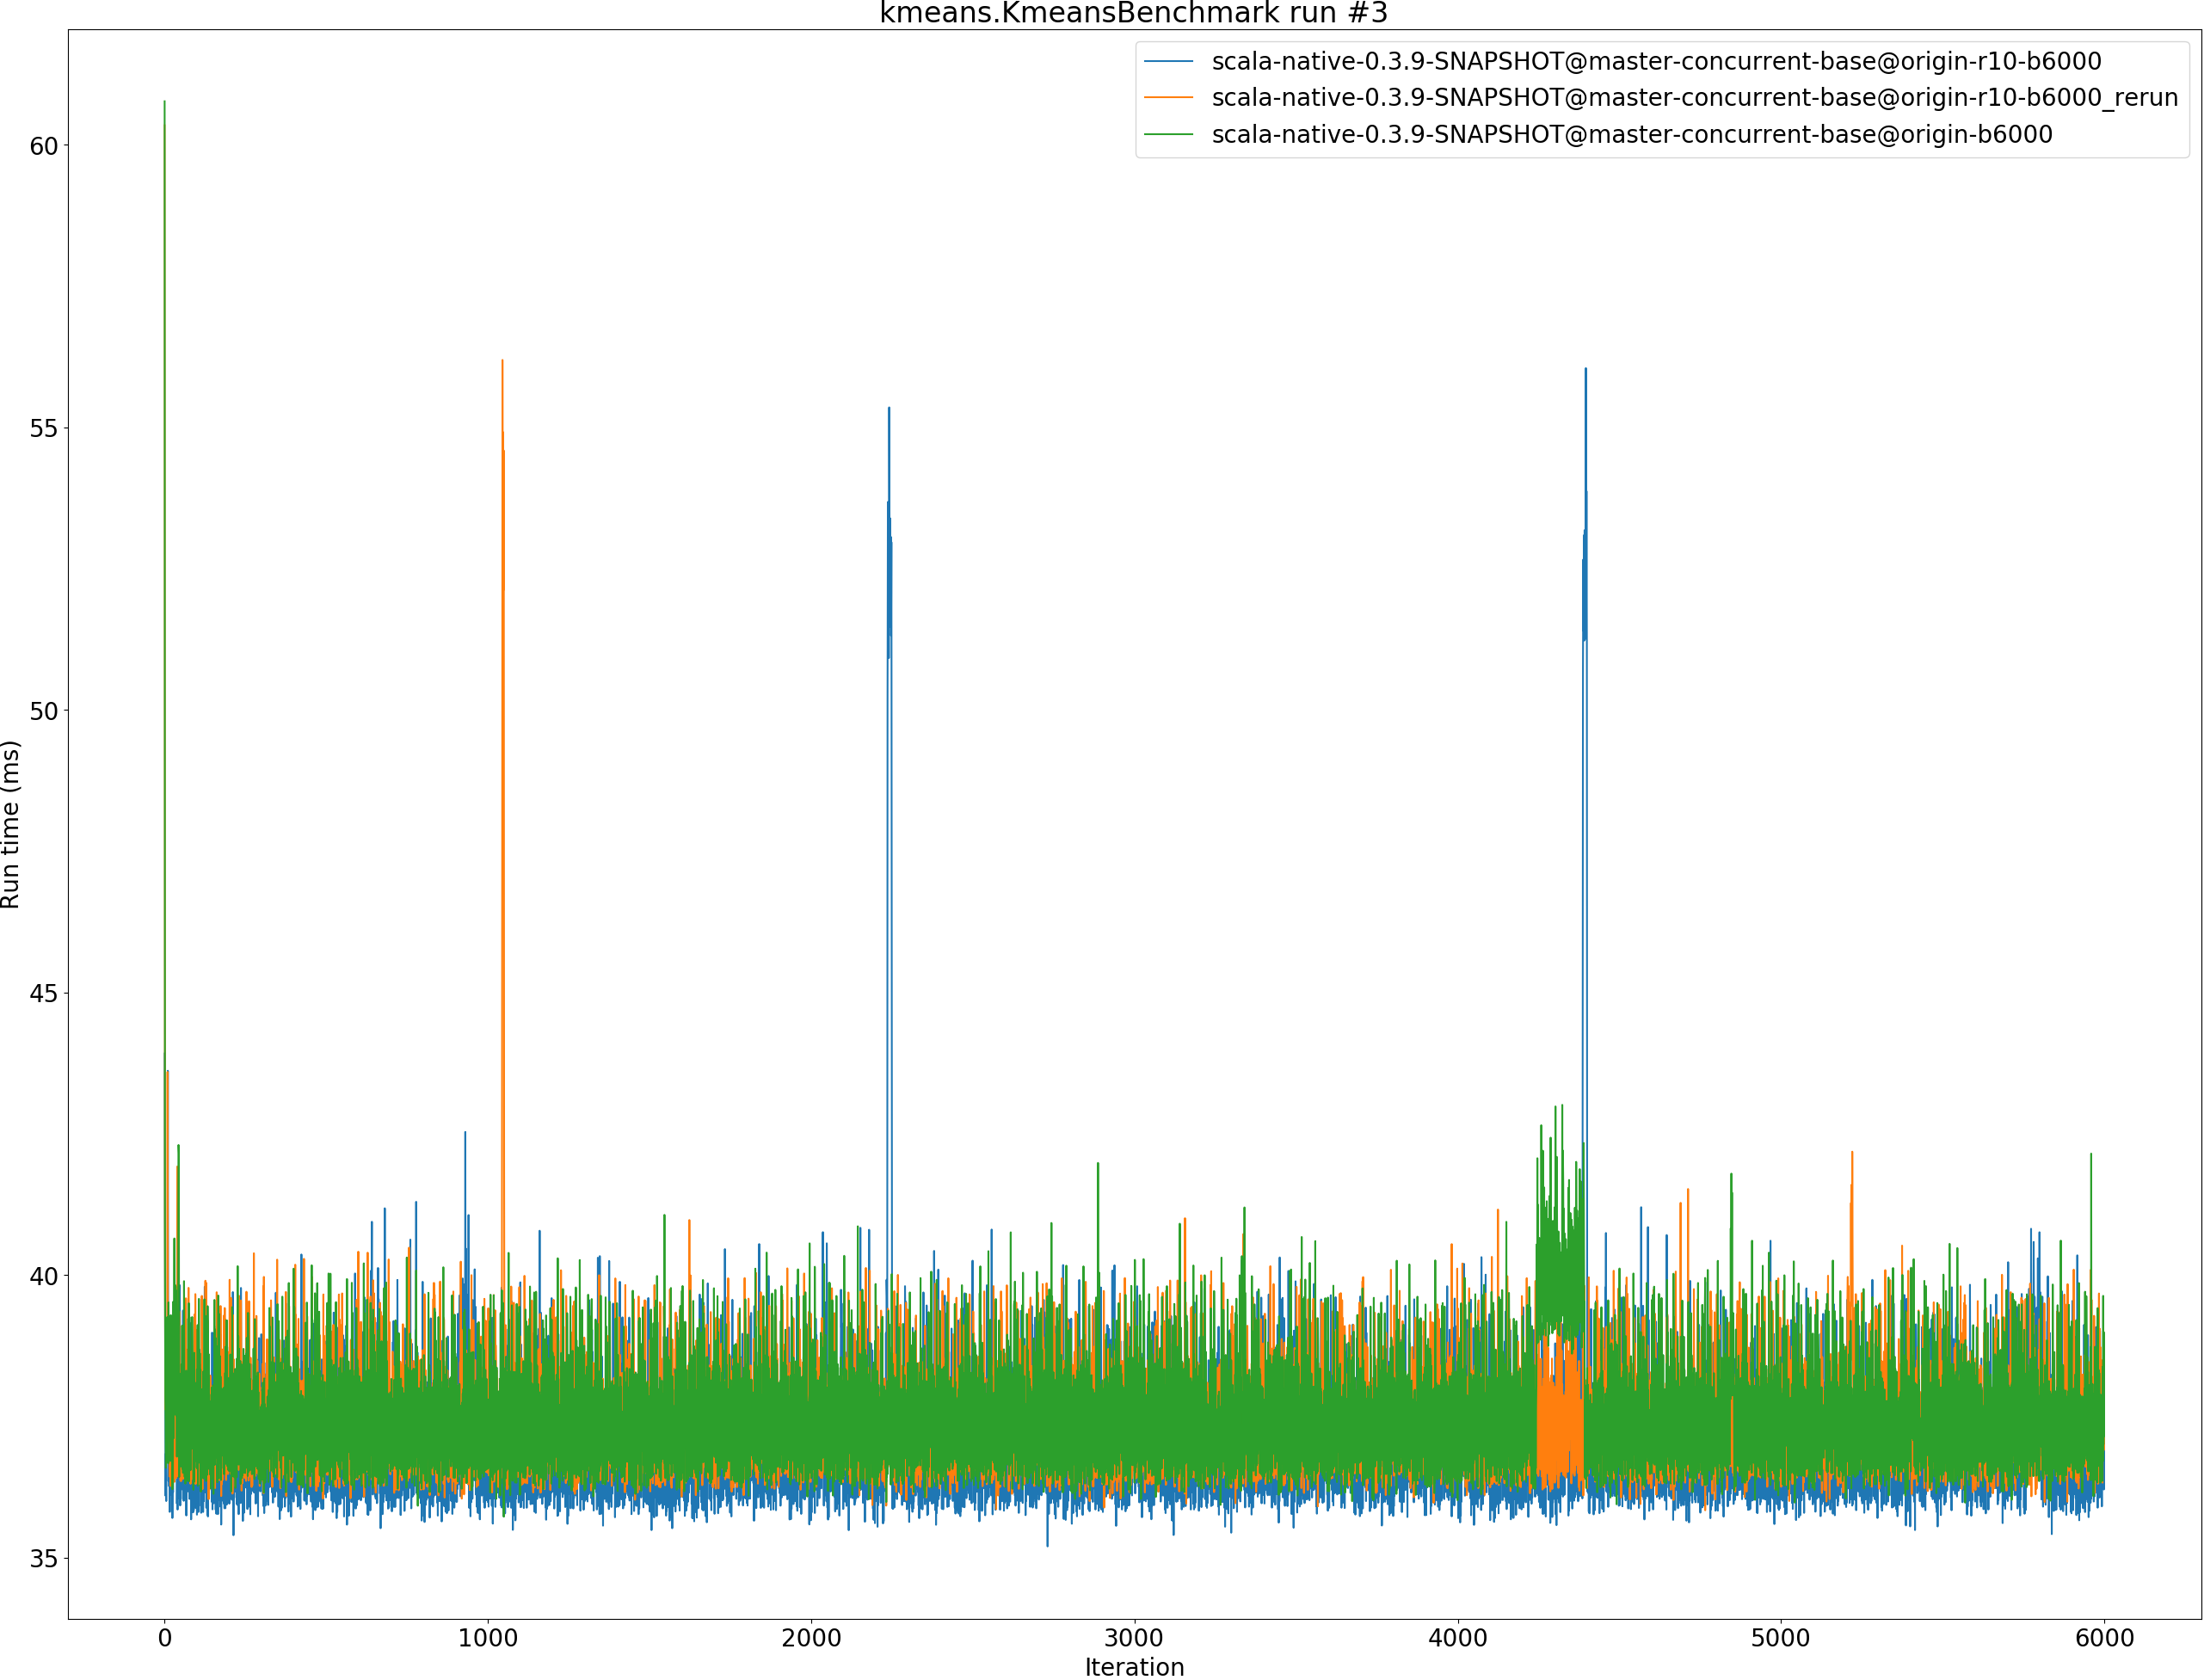 kmeans.KmeansBenchmark run #3
scala-native-0.3.9-SNAPSHOT@master-concurrent-base@origin-r10-b6000
scala-native-0.3.9-SNAPSHOT@master-concurrent-base@origin-r10-b6000_rerun
scala-native-0.3.9-SNAPSHOT@master-concurrent-base@origin-b6000
60
55
50
45
40
35
Run time (ms)
0 1000 2000 3000 4000 5000 6000
Iteration